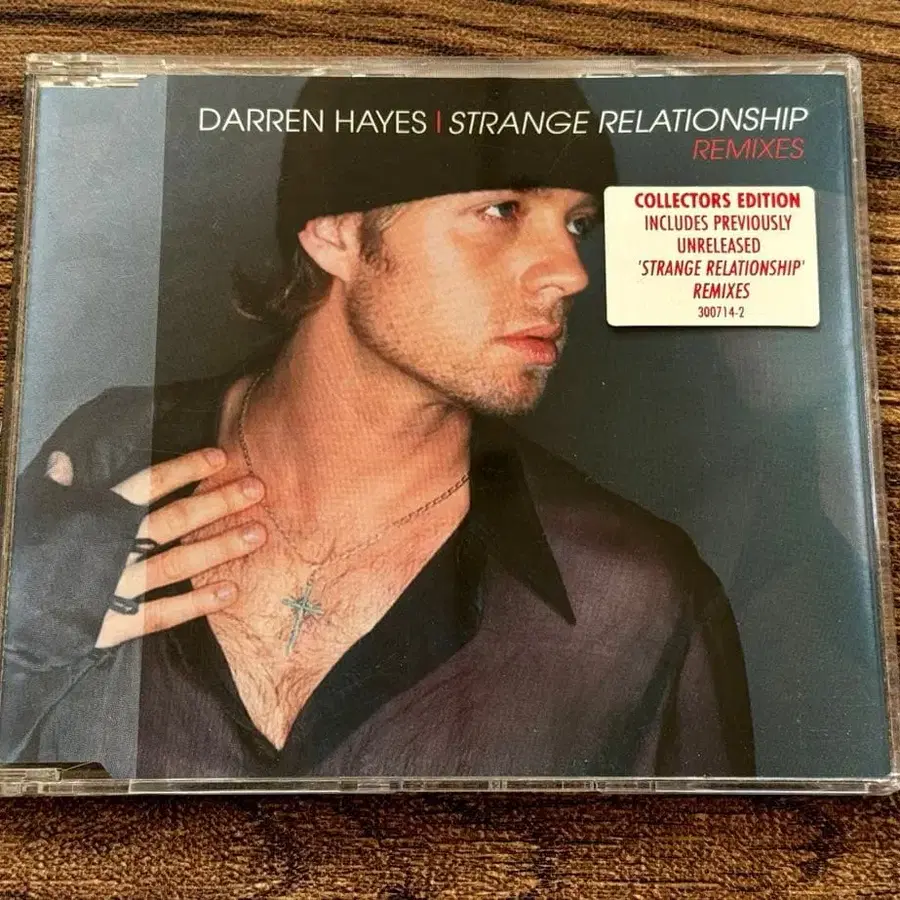 DARREN HAYES | STRANGE RELATIONSHIP
REMIXES
COLLECTORS EDITION
INCLUDES PREVIOUSLY
UNRELEASED
'STRANGE RELATIONSHIP'
REMIXES
300714-2